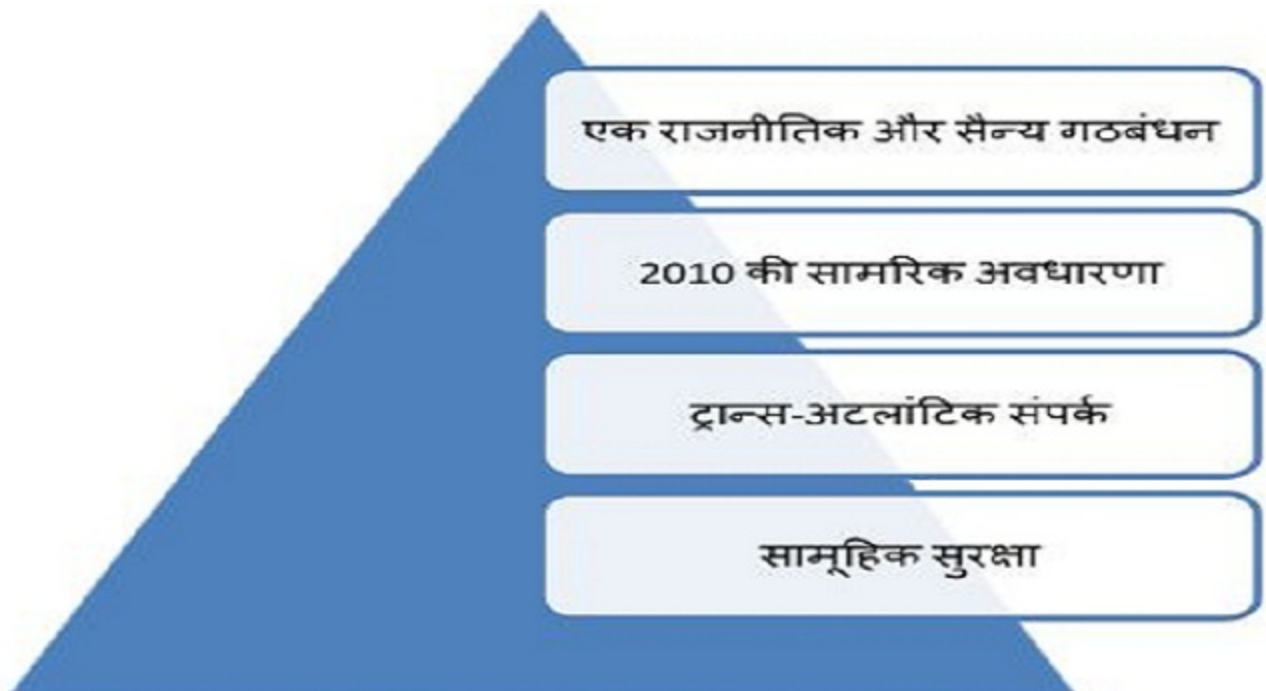 एक राजनीतिक और सैन्य गठबंधन
2010 की सामरिक अवधारणा
ट्रान्स-अटलांटिक संपर्क
सामूहिक सुरक्षा